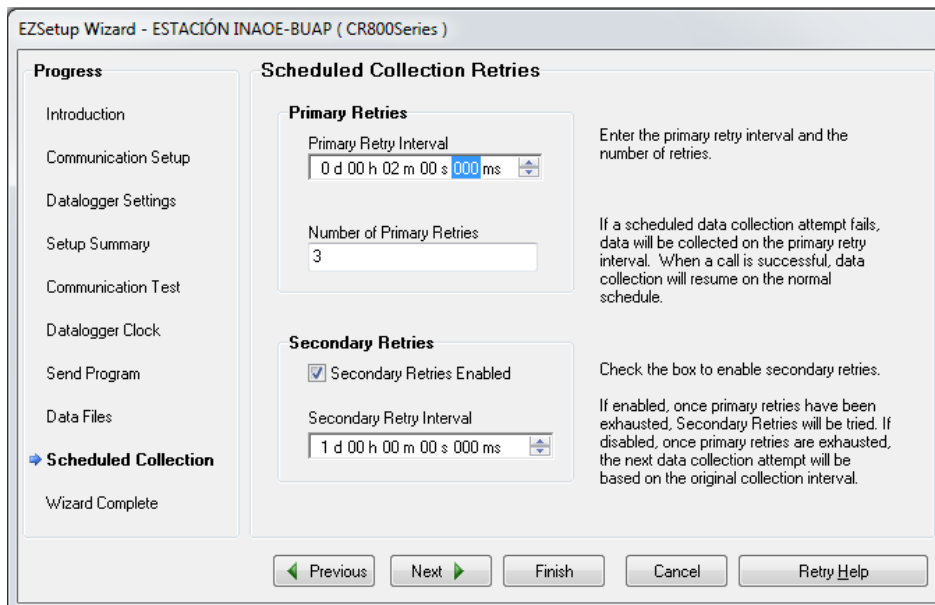 EZSetup Wizard - ESTACIÓN INAOE-BUAP ( CR800Series )
Progress
Introduction
Communication Setup
Datalogger Settings
Setup Summary
Communication Test
Datalogger Clock
Send Program
Data Files
Scheduled Collection
Wizard Complete
Scheduled Collection Retries
Primary Retries
Primary Retry Interval
0 d 00 h 02 m 00 s 000 ms
Number of Primary Retries
3
Enter the primary retry interval and the
number of retries.
If a scheduled data collection attempt fails,
data will be collected on the primary retry
interval. When a call is successful, data
collection will resume on the normal
schedule.
Secondary Retries
Secondary Retries Enabled
Secondary Retry Interval
1 d 00 h 00 m 00 s 000 ms
Check the box to enable secondary retries.
If enabled, once primary retries have been
exhausted, Secondary Retries will be tried. If
disabled, once primary retries are exhausted,
the next data collection attempt will be
based on the original collection interval.
Previous
Next
Finish
Cancel
Retry Help